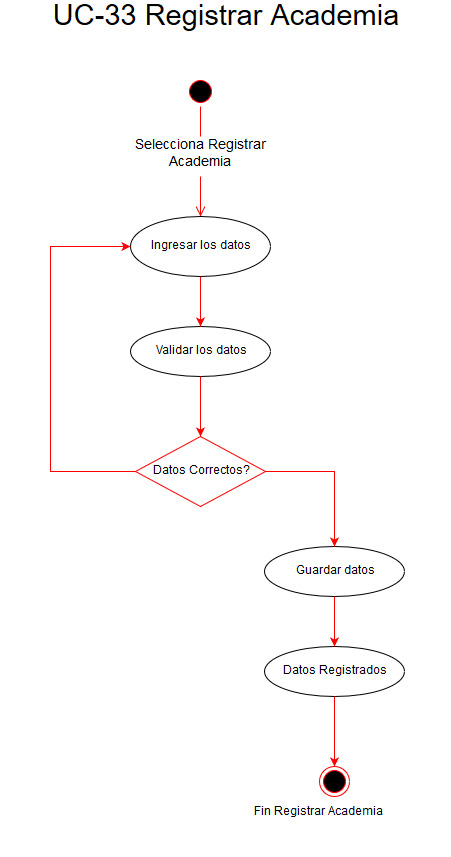 UC-33 Registrar Academia
Selecciona Registrar
Academia
Ingresar los datos
Validar los datos
Datos Correctos?
Guardar datos
Datos Registrados
Fin Registrar Academia